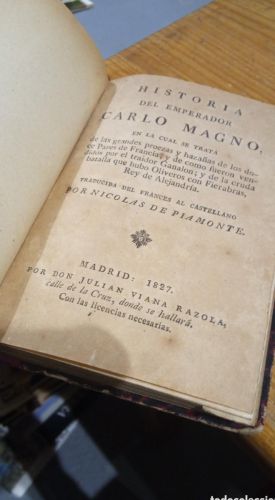 HISTORIA
DEL EMPERADOR
CARLO MAGNO,
EN LA CUAL SE TRATA
de las grandes proezas y hazañas de los do-
ce Pares de Francia; y de como fueron ven-
didos por el traidor Ganalon; y de la cruda
batalla que hubo Oliveros con Fierabras,
Rey de Alejandría.
TRADUCIDA DEL FRANCES AL CASTELLANO
POR NICOLAS DE PIAMONTE.
MADRID: 1827.
POR DON JULIAN VIANA RAZOLA,
calle de la Cruz, donde se hallará.
Con las licencias necesarias.
todocoleccion